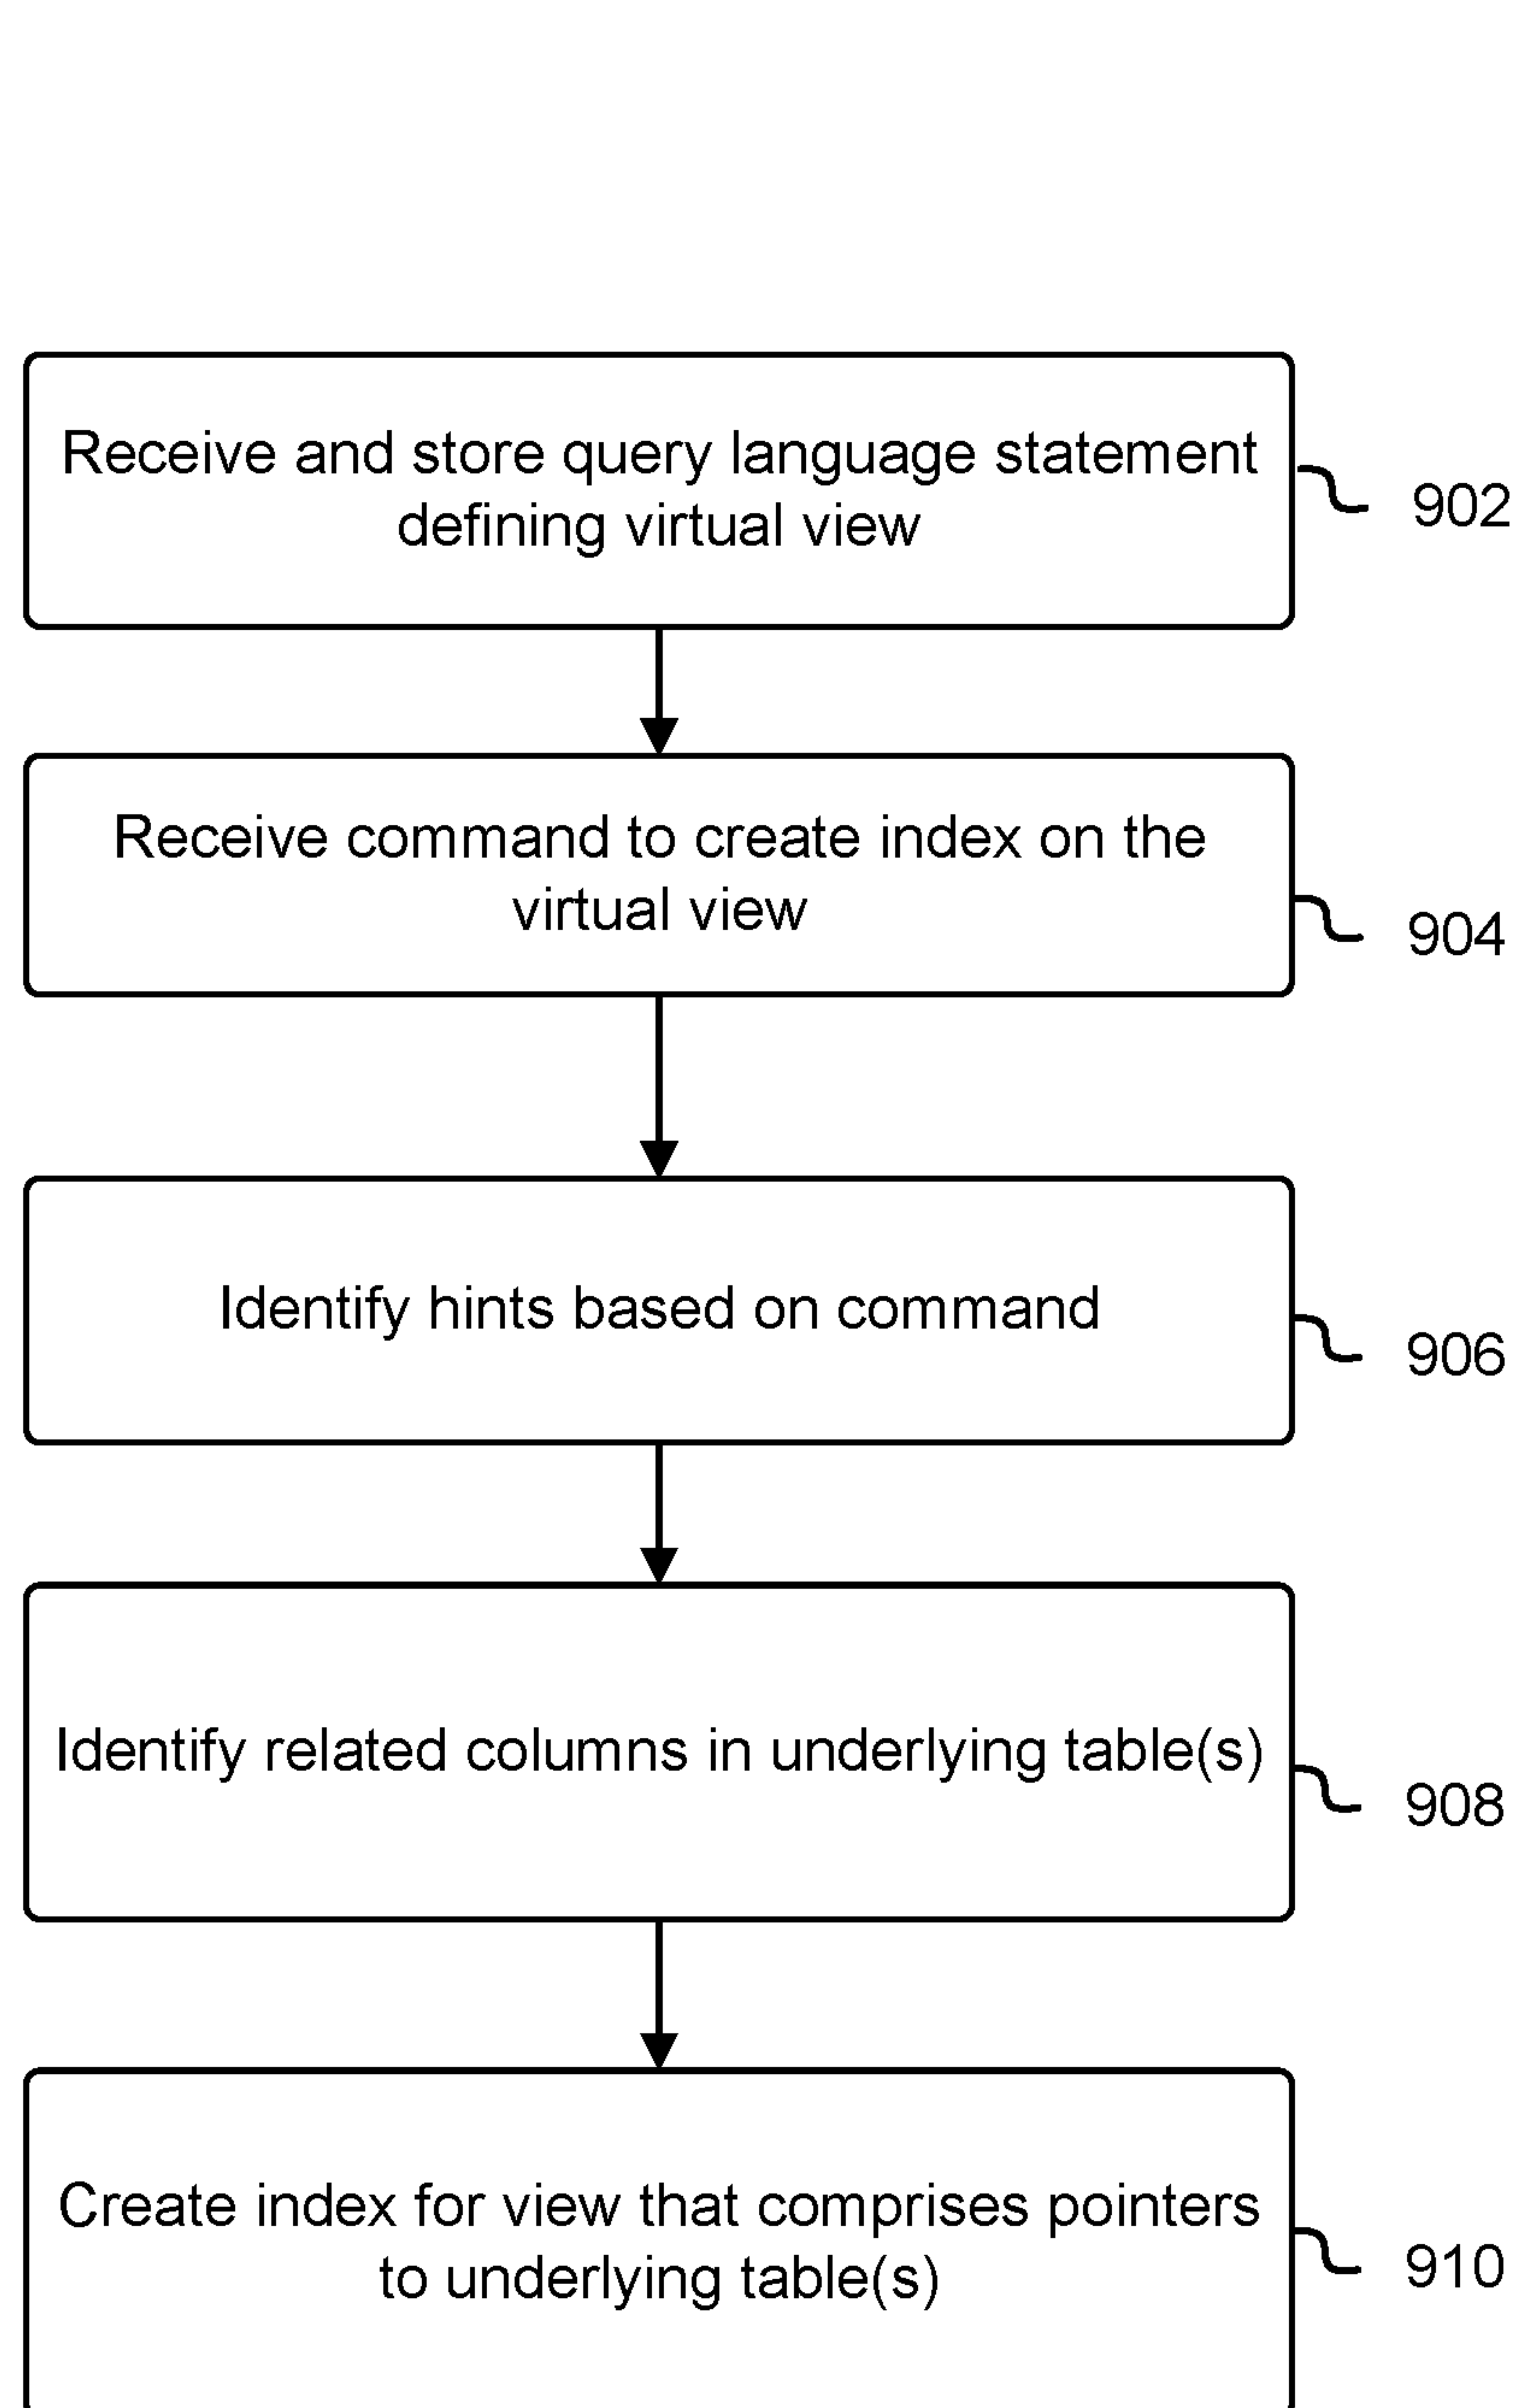 Receive and store query language statement
defining virtual view
902
Receive command to create index on the
virtual view
904
Identify hints based on command
906
Identify related columns in underlying table(s)
908
Create index for view that comprises pointers
to underlying table(s)
910